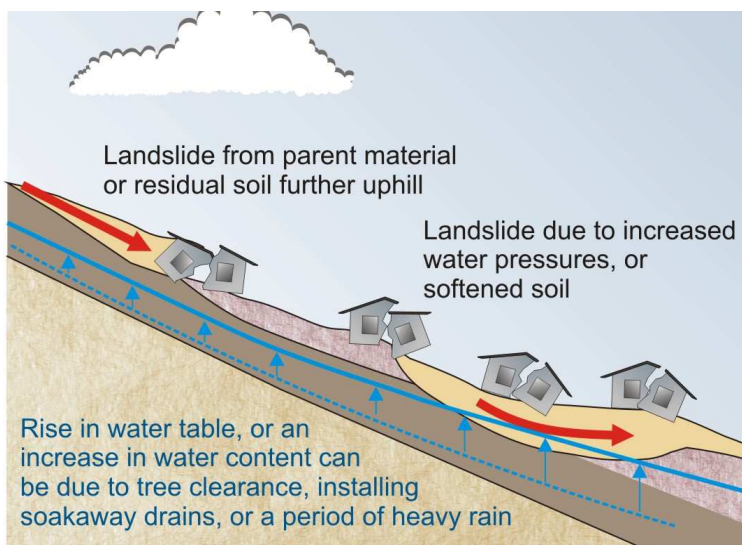 Landslide from parent material
or residual soil further uphill
Landslide due to increased
water pressures, or
softened soil
Rise in water table, or an
increase in water content can
be due to tree clearance, installing
soakaway drains, or a period of heavy rain